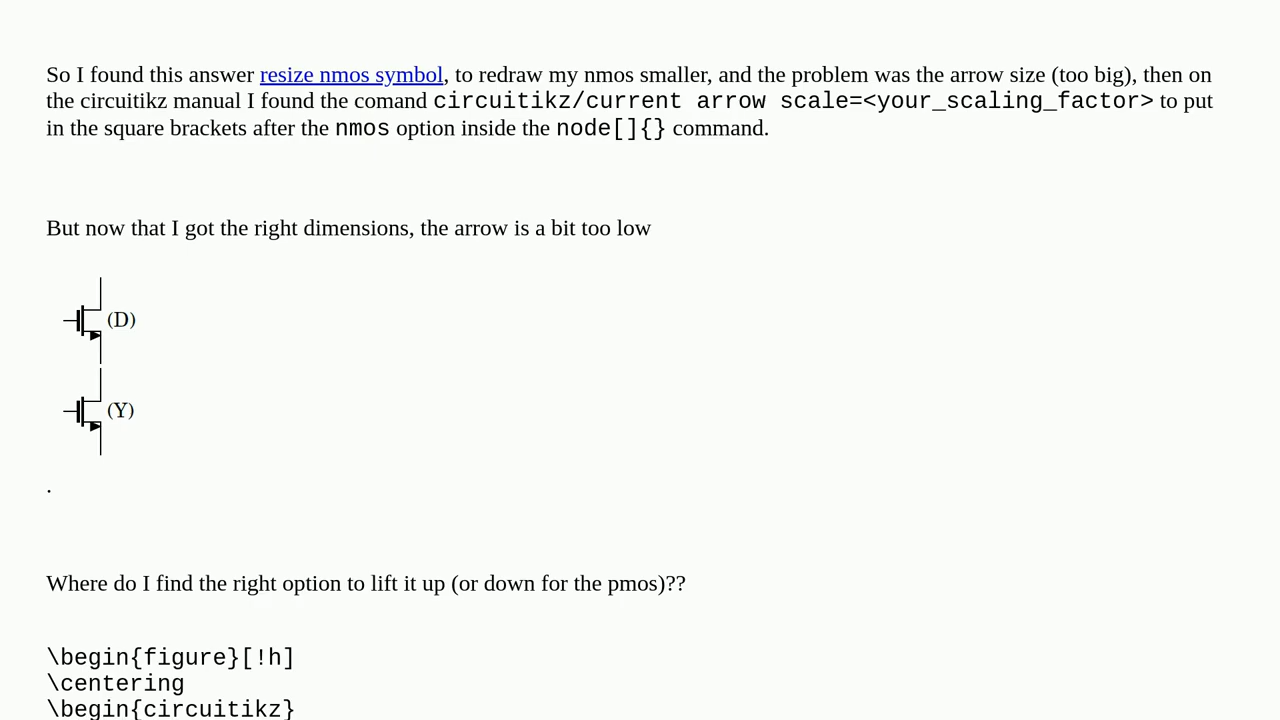 So I found this answer resize nmos symbol, to redraw my nmos smaller, and the problem was the arrow size (too big), then on
the circuitikz manual I found the comand circuitikz/current arrow scale=<your_scaling_factor> to put
in the square brackets after the nmos option inside the node[]{} command.
But now that I got the right dimensions, the arrow is a bit too low
(D)
(Y)
.
Where do I find the right option to lift it up (or down for the pmos)??
\begin{figure}[!h]
\centering
\begin{circuitikz}